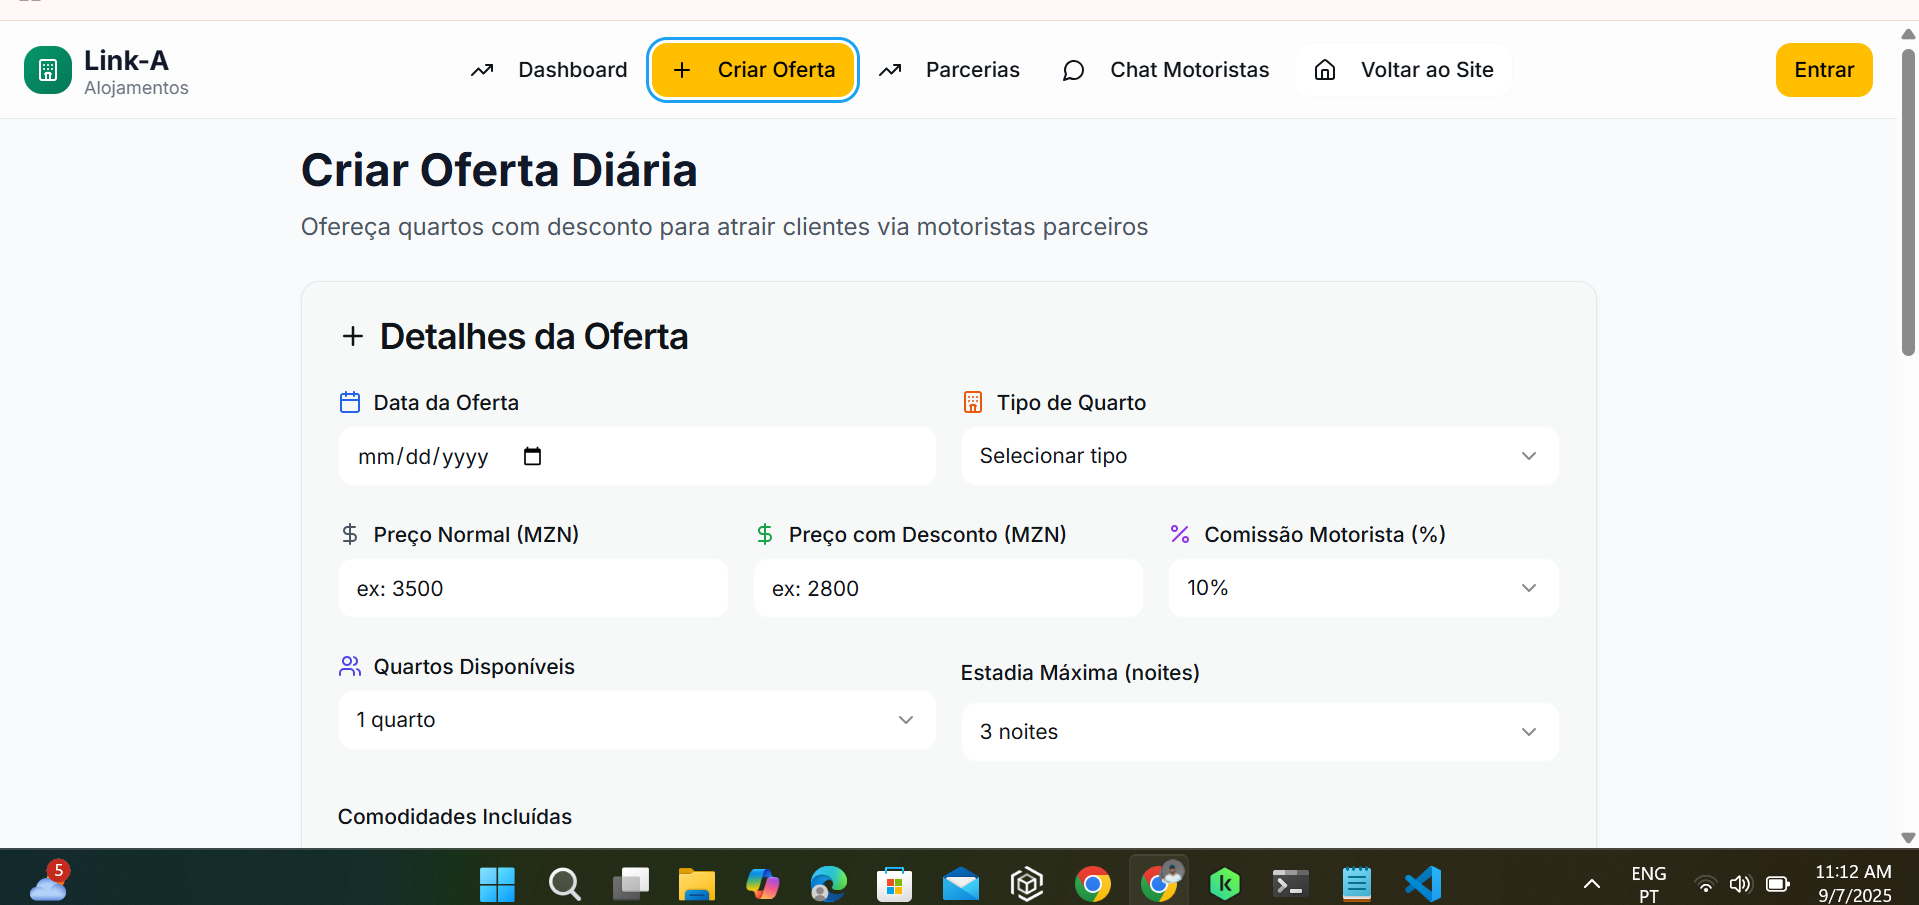 Link-A
Alojamentos
Dashboard
Criar Oferta
Parcerias
Chat Motoristas
Voltar ao Site
Entrar
Criar Oferta Diária
Ofereça quartos com desconto para atrair clientes via motoristas parceiros
Detalhes da Oferta
Data da Oferta
Tipo de Quarto
mm/dd/yyyy
Selecionar tipo
Preço Normal (MZN)
Preço com Desconto (MZN)
Comissão Motorista (%)
ex: 3500
ex: 2800
10%
Quartos Disponíveis
Estadia Máxima (noites)
1 quarto
3 noites
Comodidades Incluídas
5
ENG
PT
11:12 AM
9/7/2025